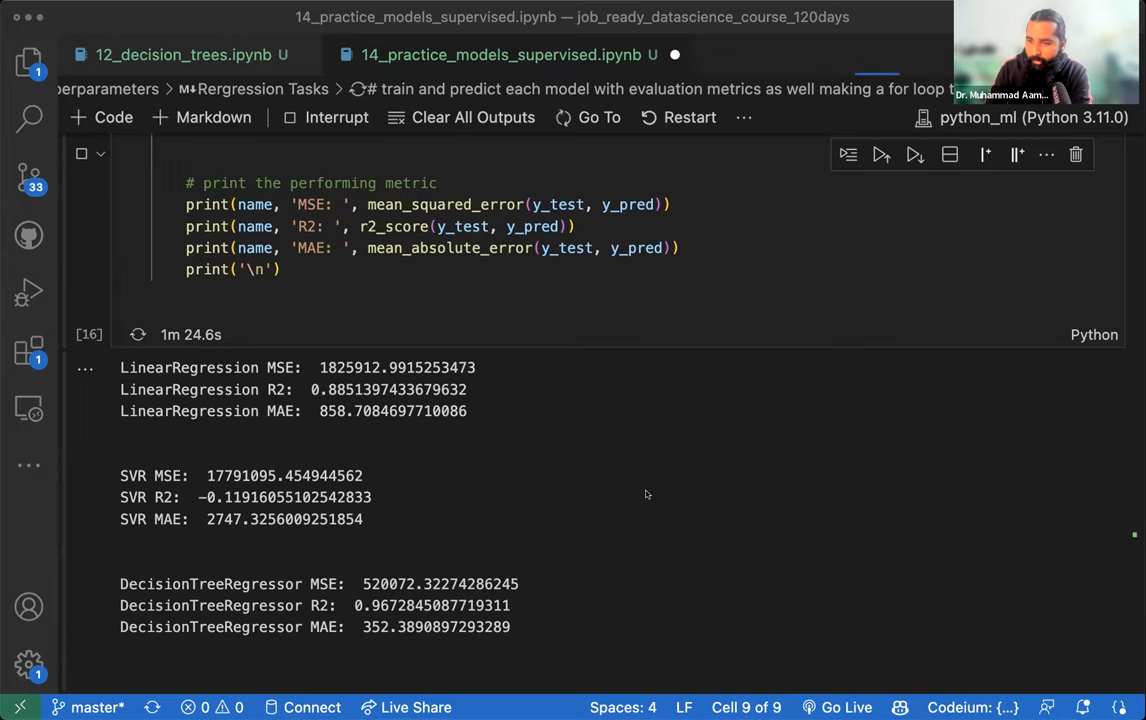 14_practice_models_supervised.ipynb — job_ready_datascience_course_120days
12_decision_trees.ipynb U
14_practice_models_supervised.ipynb U
Dr. Muhammad Aam...
perparameters > M↓Rergression Tasks > # train and predict each model with evaluation metrics as well making a for loop t
+ Code + Markdown Interrupt Clear All Outputs Go To Restart ... python_ml (Python 3.11.0)
# print the performing metric
print(name, 'MSE: ', mean_squared_error(y_test, y_pred))
print(name, 'R2: ', r2_score(y_test, y_pred))
print(name, 'MAE: ', mean_absolute_error(y_test, y_pred))
print('\n')
[16] 1m 24.6s Python
... LinearRegression MSE:  1825912.9915253473
LinearRegression R2:  0.8851397433679632
LinearRegression MAE:  858.7084697710086
SVR MSE:  17791095.454944562
SVR R2:  −0.11916055102542833
SVR MAE:  2747.3256009251854
DecisionTreeRegressor MSE:  520072.32274286245
DecisionTreeRegressor R2:  0.9672845087719311
DecisionTreeRegressor MAE:  352.3890897293289
1
33
1
1
master* 0 0 Connect Live Share Spaces: 4 LF Cell 9 of 9 Go Live Codeium: {...}